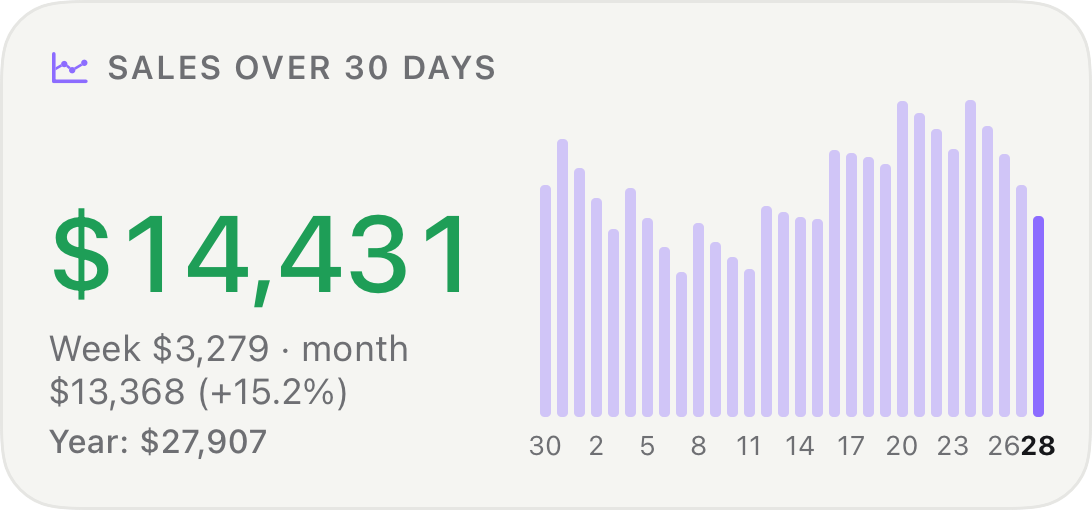 SALES OVER 30 DAYS
$14,431
Week $3,279 · month
$13,368 (+15.2%)
Year: $27,907
30 2 5 8 11 14 17 20 23 26 28